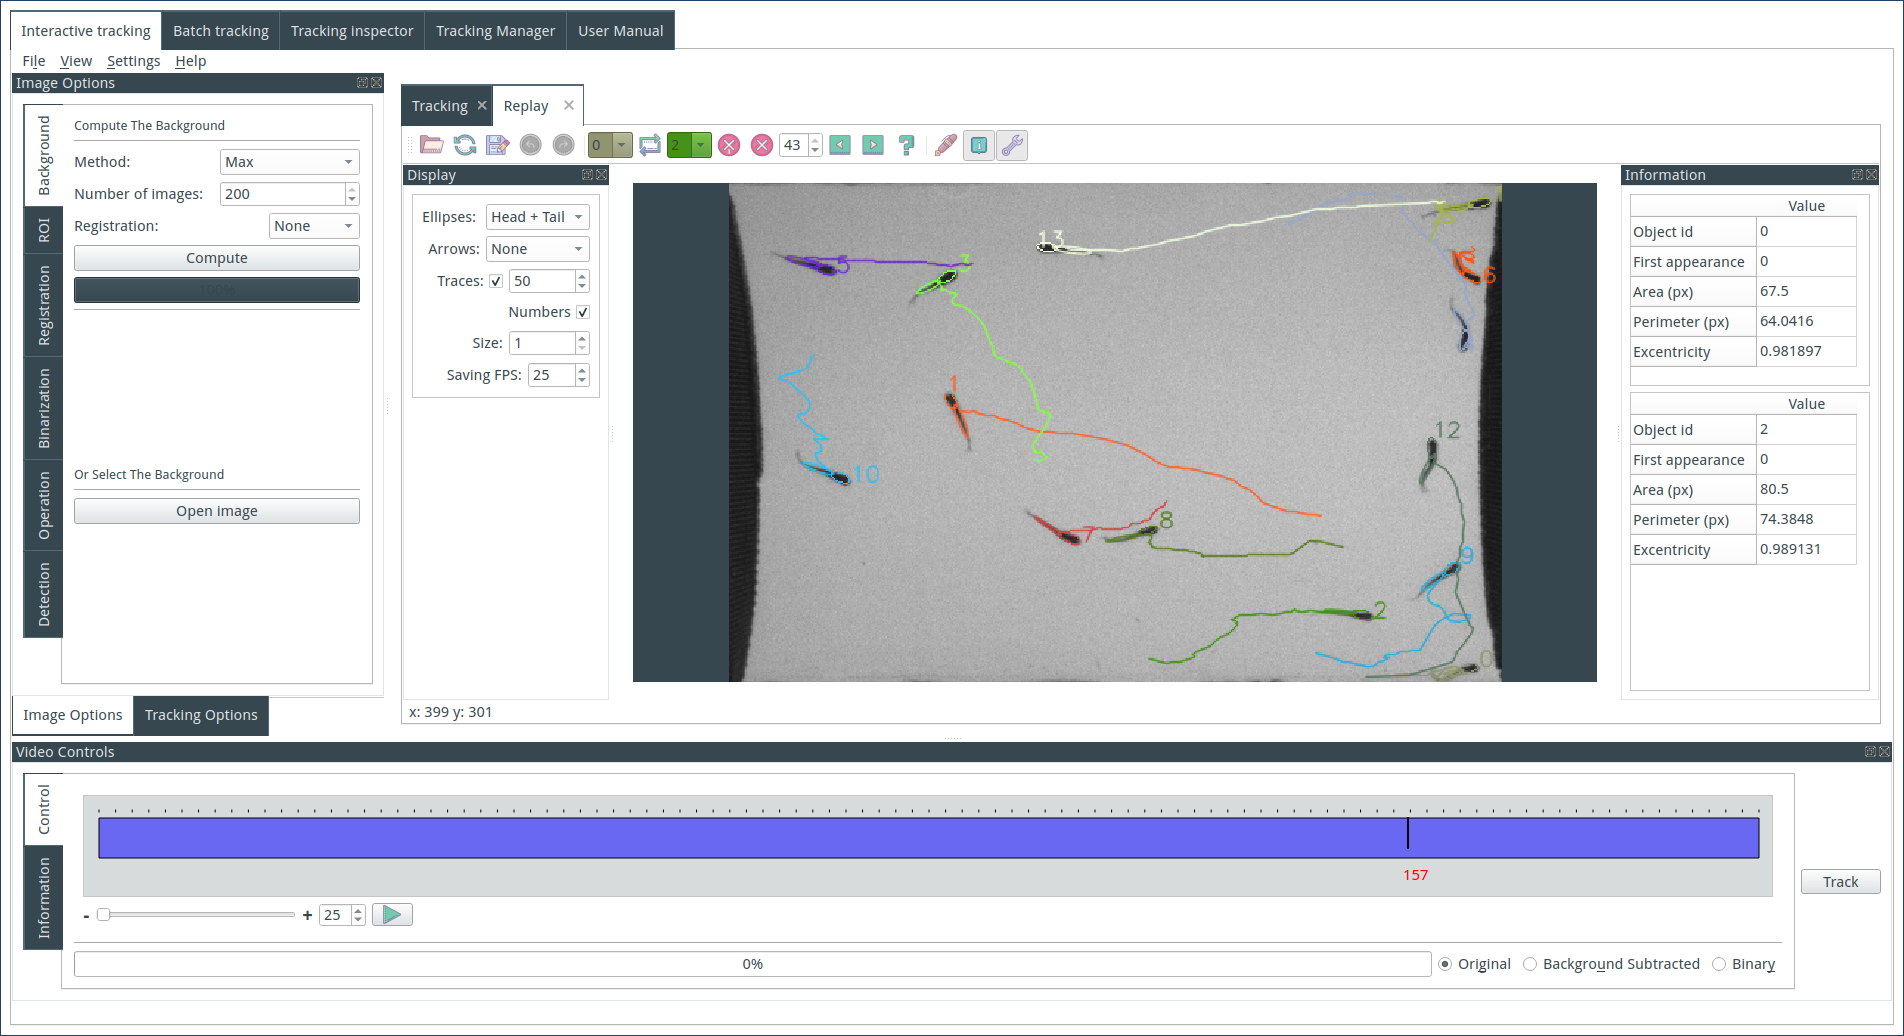 Interactive tracking Batch tracking Tracking Inspector Tracking Manager User Manual
File View Settings Help
Image Options
Background
ROI
Registration
Binarization
Operation
Detection
Compute The Background
Method: Max
Number of images: 200
Registration: None
Compute
100%
Or Select The Background
Open image
Image Options Tracking Options
Tracking Replay
0 2 43
Display
Ellipses: Head + Tail
Arrows: None
Traces: 50
Numbers
Size: 1
Saving FPS: 25
13
5
3
6
1
12
10
7
8
9
2
0
x: 399 y: 301
Information
Value
Object id 0
First appearance 0
Area (px) 67.5
Perimeter (px) 64.0416
Excentricity 0.981897
Value
Object id 2
First appearance 0
Area (px) 80.5
Perimeter (px) 74.3848
Excentricity 0.989131
Video Controls
Control
Information
157
- + 25
Track
0% Original Background Subtracted Binary